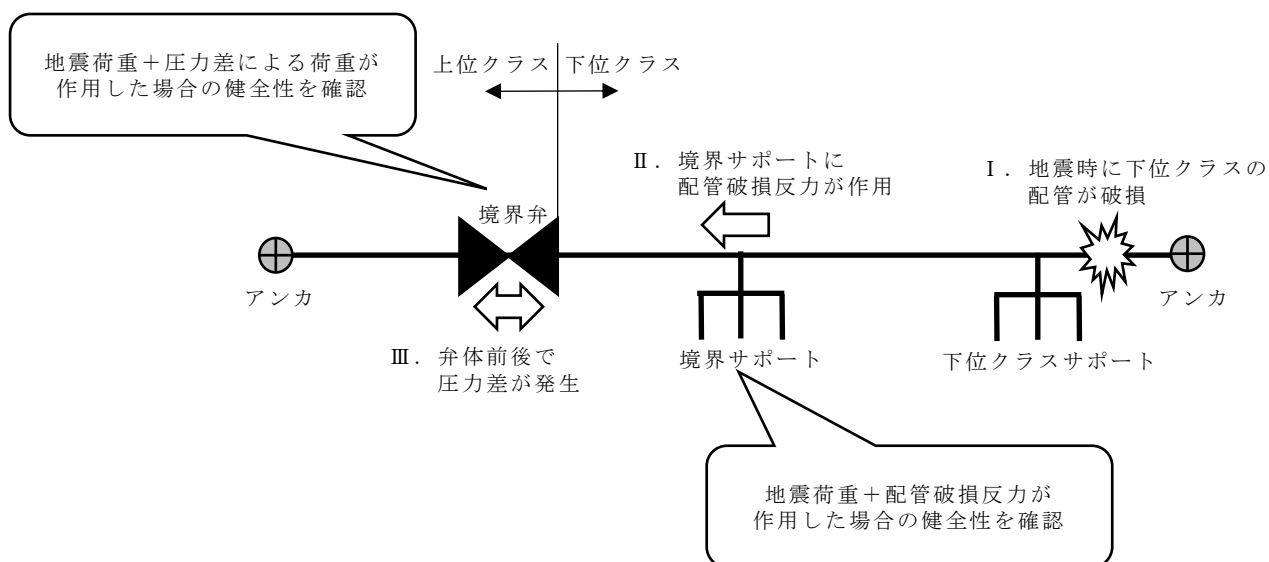 地震荷重＋圧力差による荷重が
作用した場合の健全性を確認
上位クラス 下位クラス
Ⅱ．境界サポートに
配管破損反力が作用
Ⅰ．地震時に下位クラスの
配管が破損
境界弁
アンカ
アンカ
Ⅲ．弁体前後で
圧力差が発生
境界サポート
下位クラスサポート
地震荷重＋配管破損反力が
作用した場合の健全性を確認